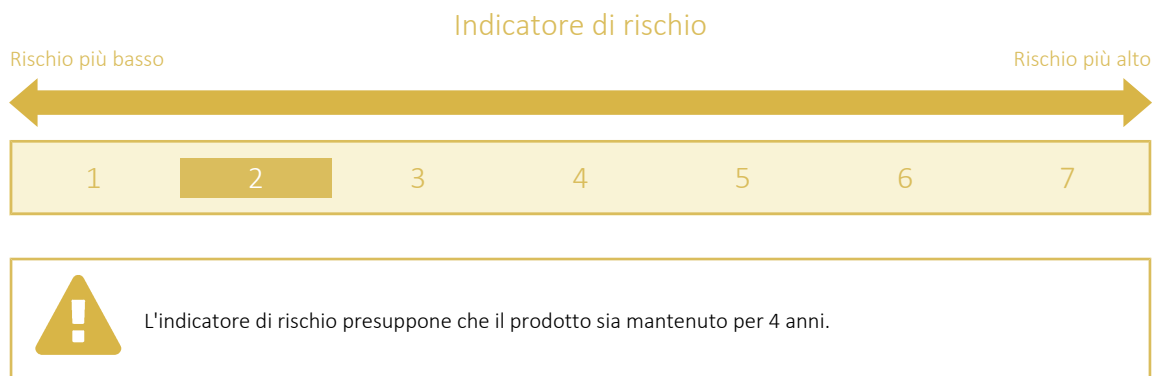 Indicatore di rischio
Rischio più basso Rischio più alto
1 2 3 4 5 6 7
L'indicatore di rischio presuppone che il prodotto sia mantenuto per 4 anni.